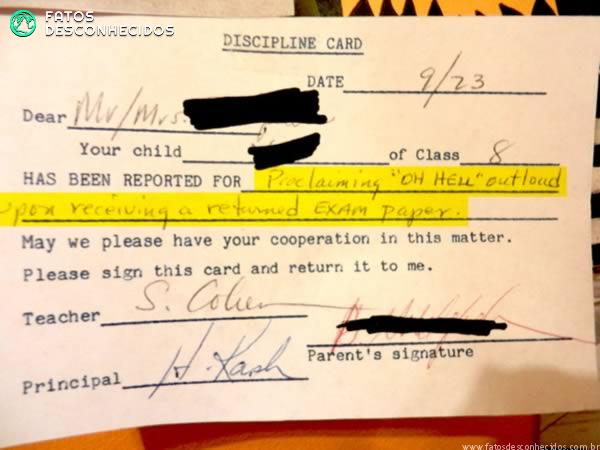 FATOS
DESCONHECIDOS
DISCIPLINE CARD
DATE 9/23
Dear Mr/Mrs.
Your child of Class 8
HAS BEEN REPORTED FOR Proclaiming "OH HELL" outloud
upon receiving a returned EXAM paper.
May we please have your cooperation in this matter.
Please sign this card and return it to me.
Teacher S. Cohen
Parent's signature
Principal H. Kash
www.fatosdesconhecidos.com.br